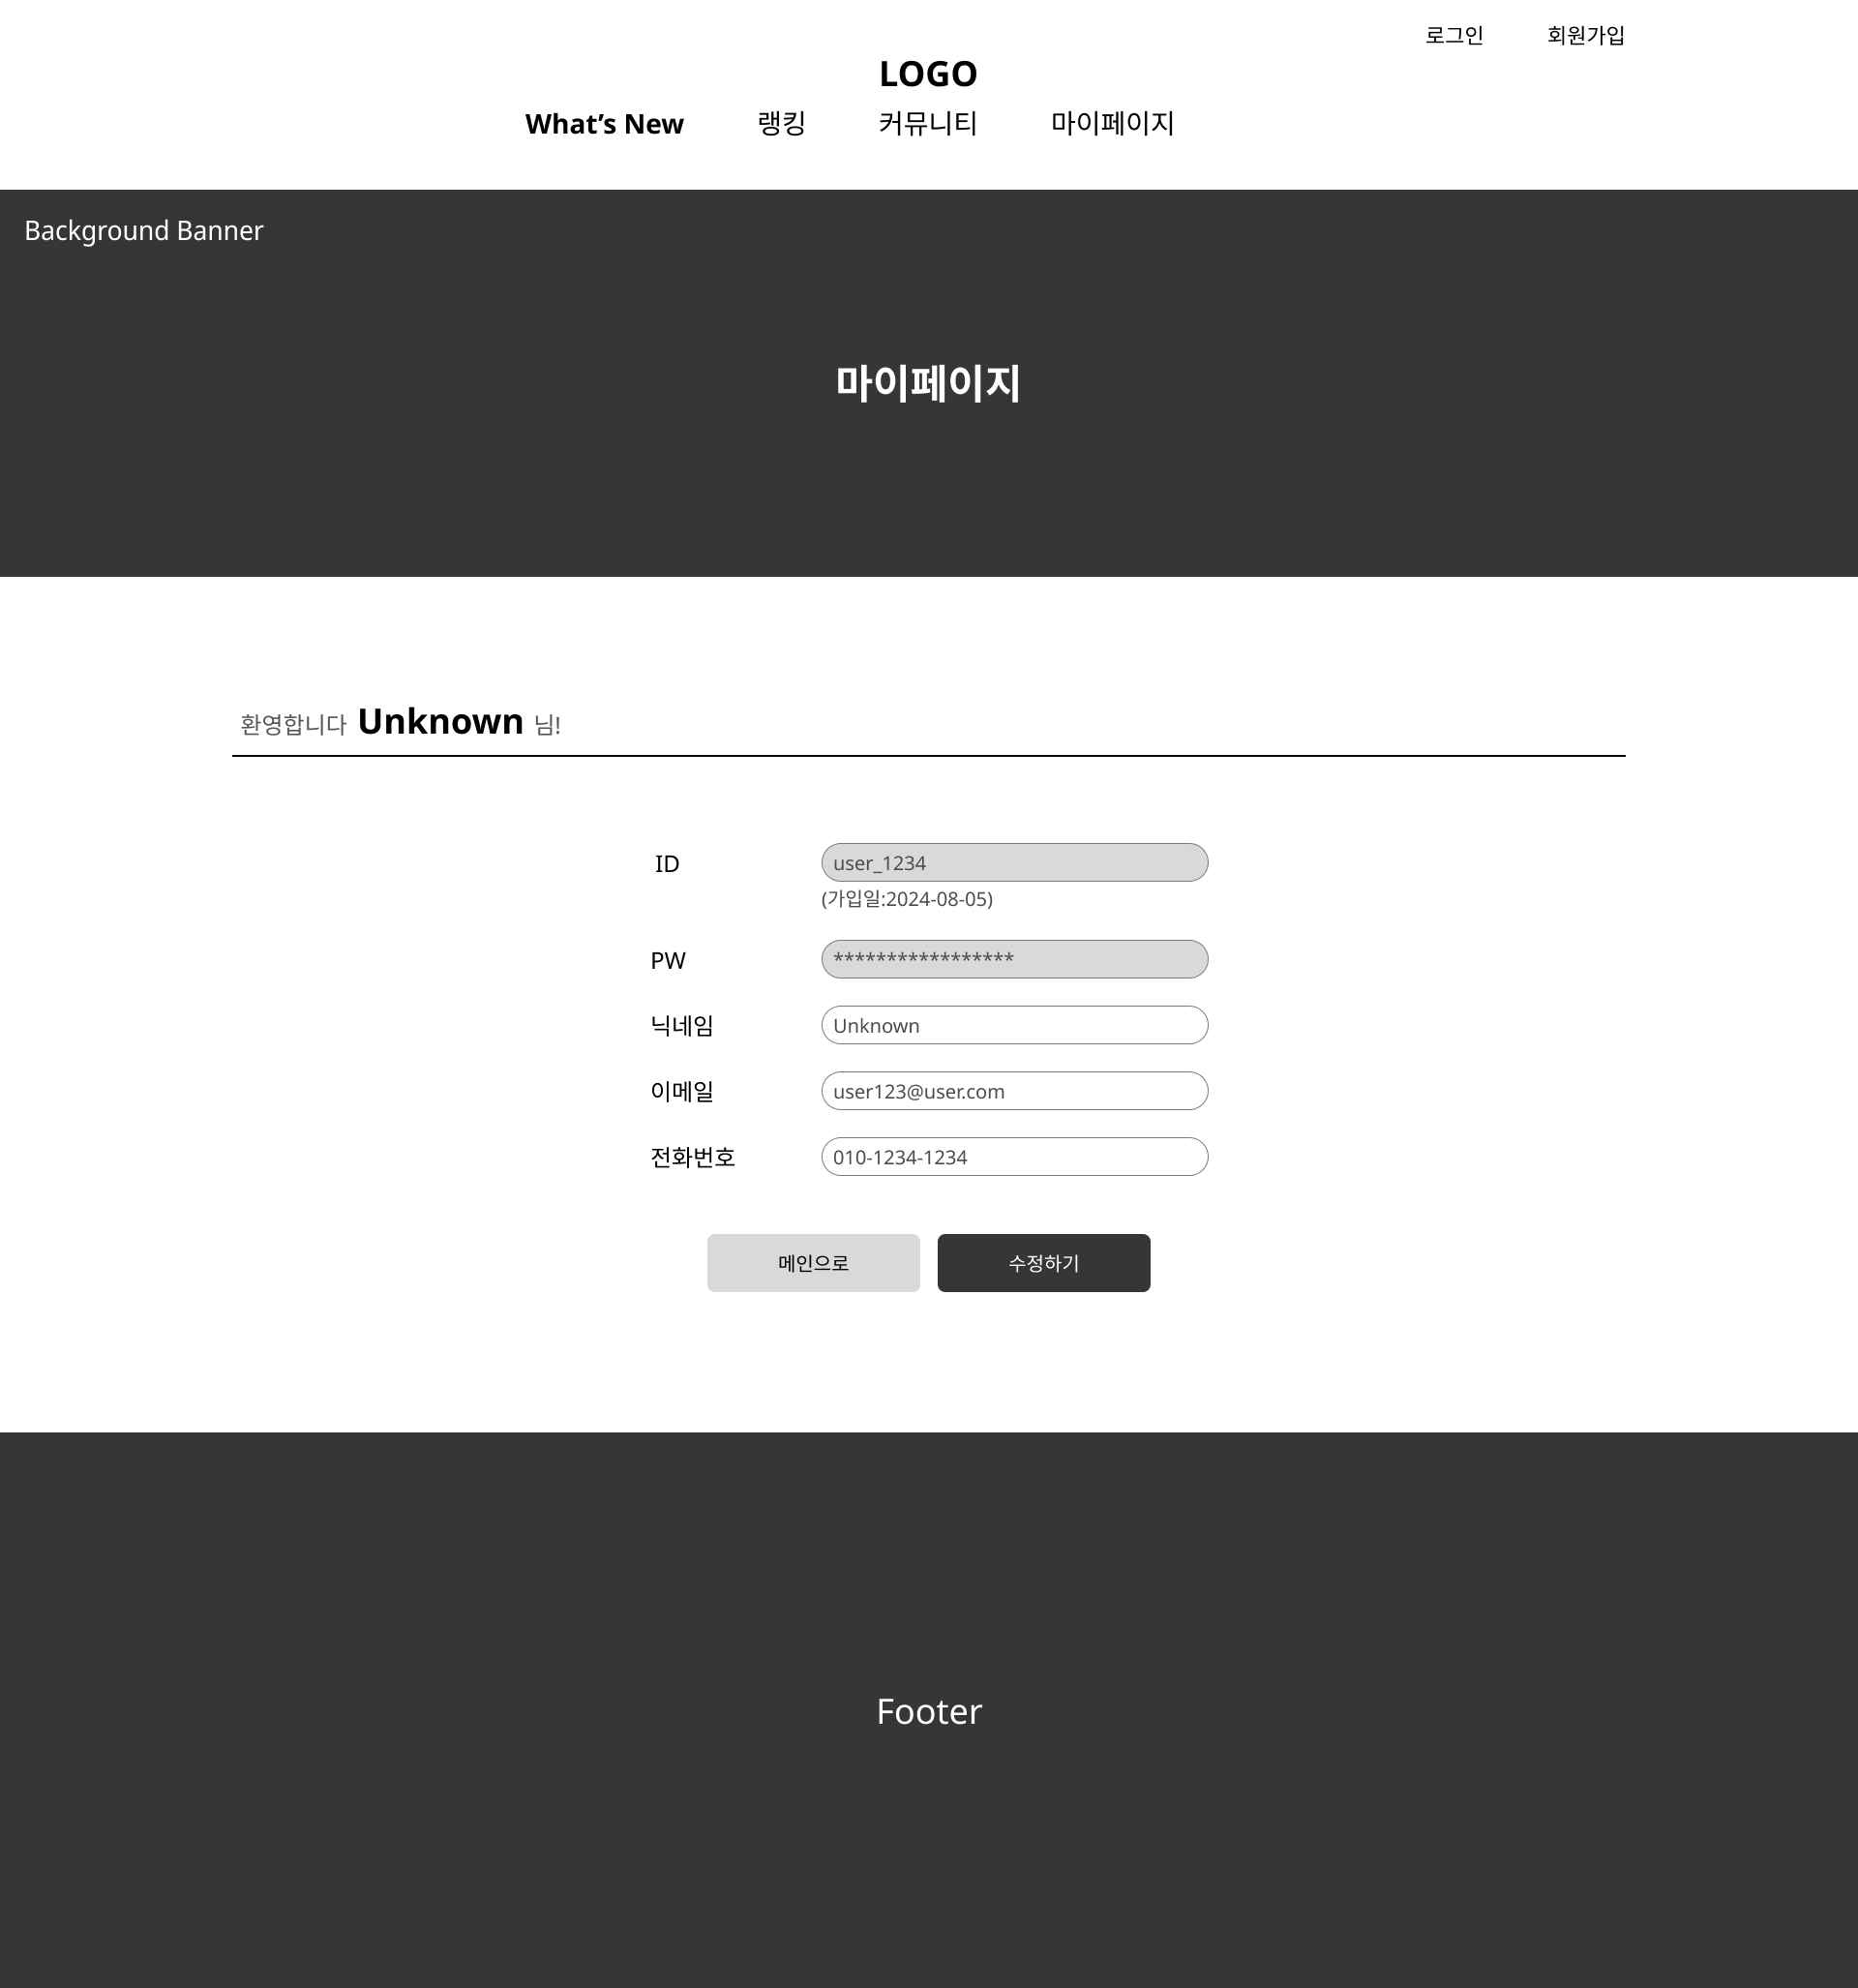 로그인 회원가입
LOGO
What’s New 랭킹 커뮤니티 마이페이지
Background Banner
마이페이지
환영합니다 Unknown 님!
ID user_1234
(가입일:2024-08-05)
PW *****************
닉네임 Unknown
이메일 user123@user.com
전화번호 010-1234-1234
메인으로 수정하기
Footer